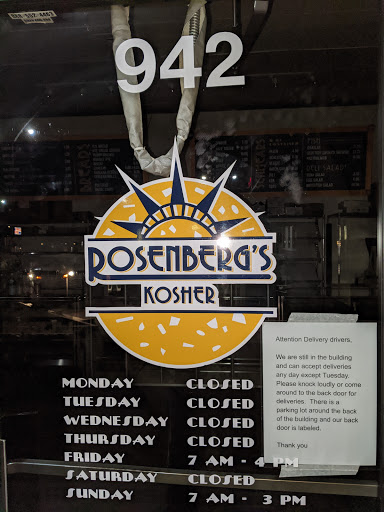 942
ROSENBERG'S
KOSHER
MONDAY CLOSED
TUESDAY CLOSED
WEDNESDAY CLOSED
THURSDAY CLOSED
FRIDAY 7 AM - 4 PM
SATURDAY CLOSED
SUNDAY 7 AM - 3 PM
Attention Delivery drivers,
We are still in the building
and can accept deliveries
any day except Tuesday.
Please knock loudly or come
around to the back door for
deliveries. There is a
parking lot around the back
of the building and our back
door is labeled.
Thank you